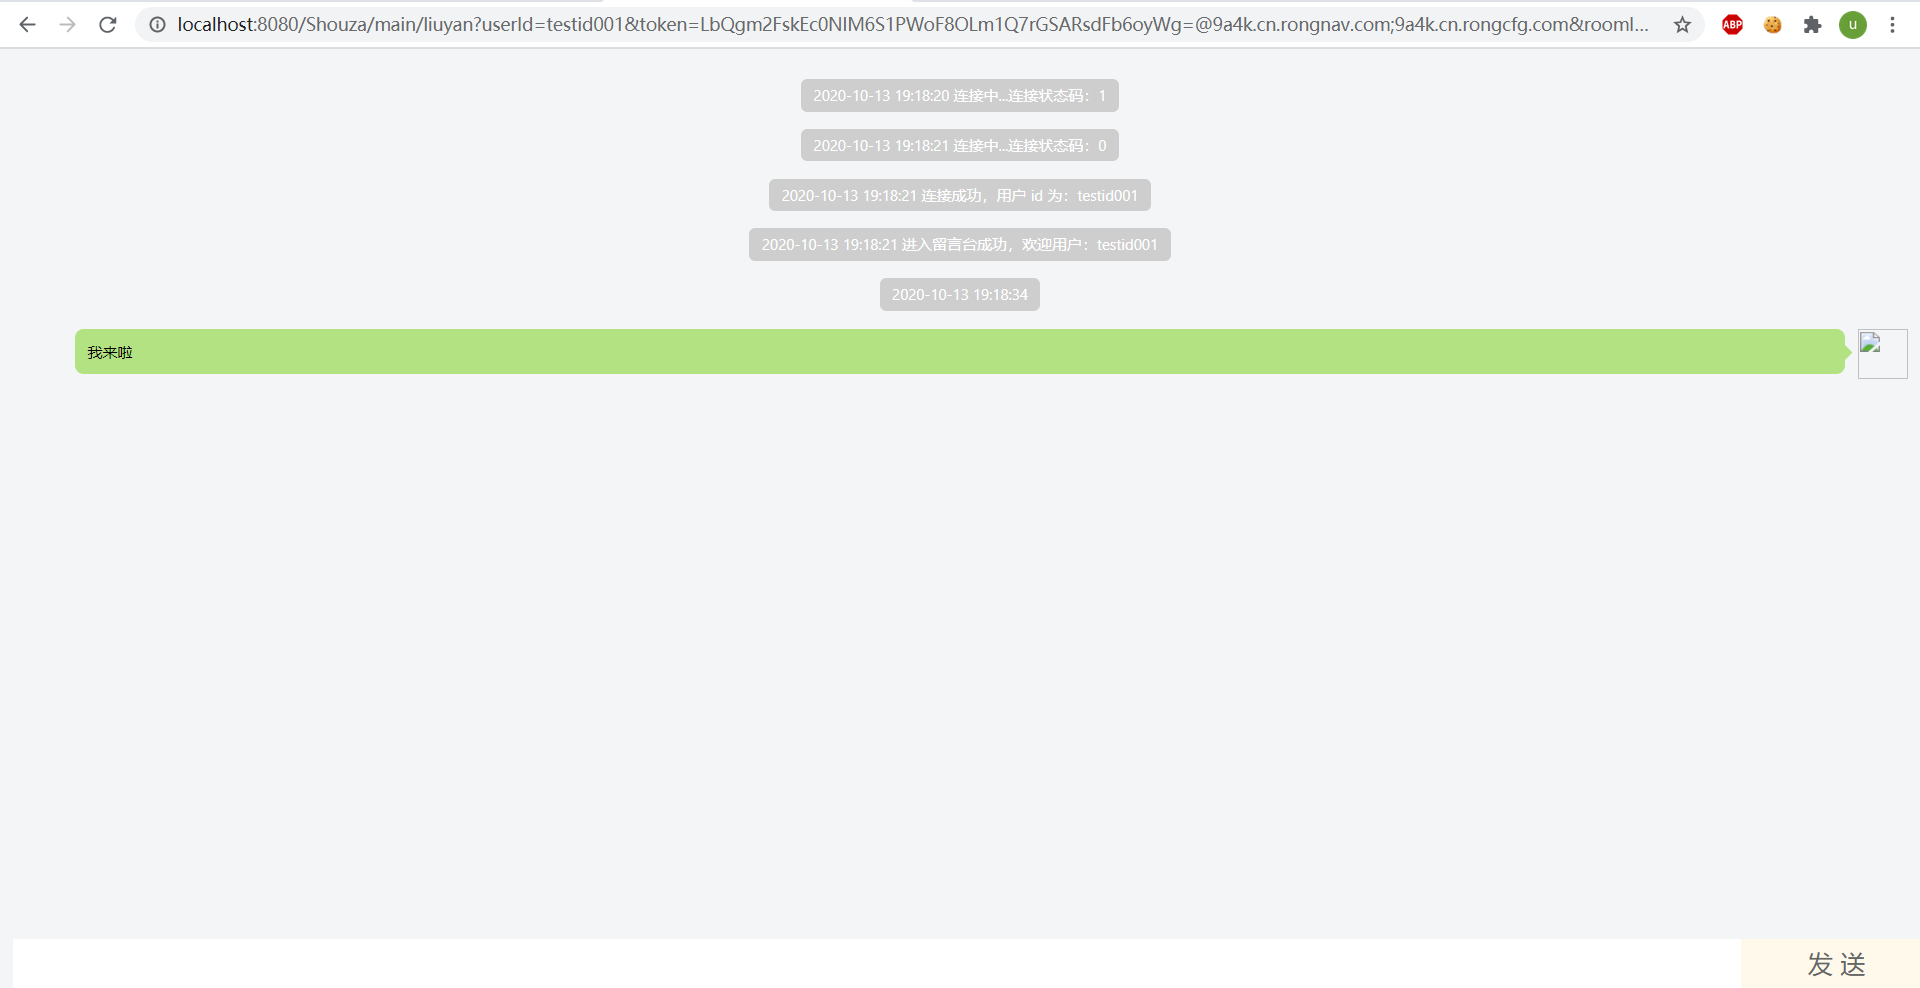 localhost:8080/Shouza/main/liuyan?userId=testid001&token=LbQgm2FskEc0NIM6S1PWoF8OLm1Q7rGSARsdFb6oyWg=@9a4k.cn.rongnav.com;9a4k.cn.rongcfg.com&rooml...
ABP
u
2020-10-13 19:18:20 连接中...连接状态码：1
2020-10-13 19:18:21 连接中...连接状态码：0
2020-10-13 19:18:21 连接成功，用户 id 为：testid001
2020-10-13 19:18:21 进入留言台成功，欢迎用户：testid001
2020-10-13 19:18:34
我来啦
发 送